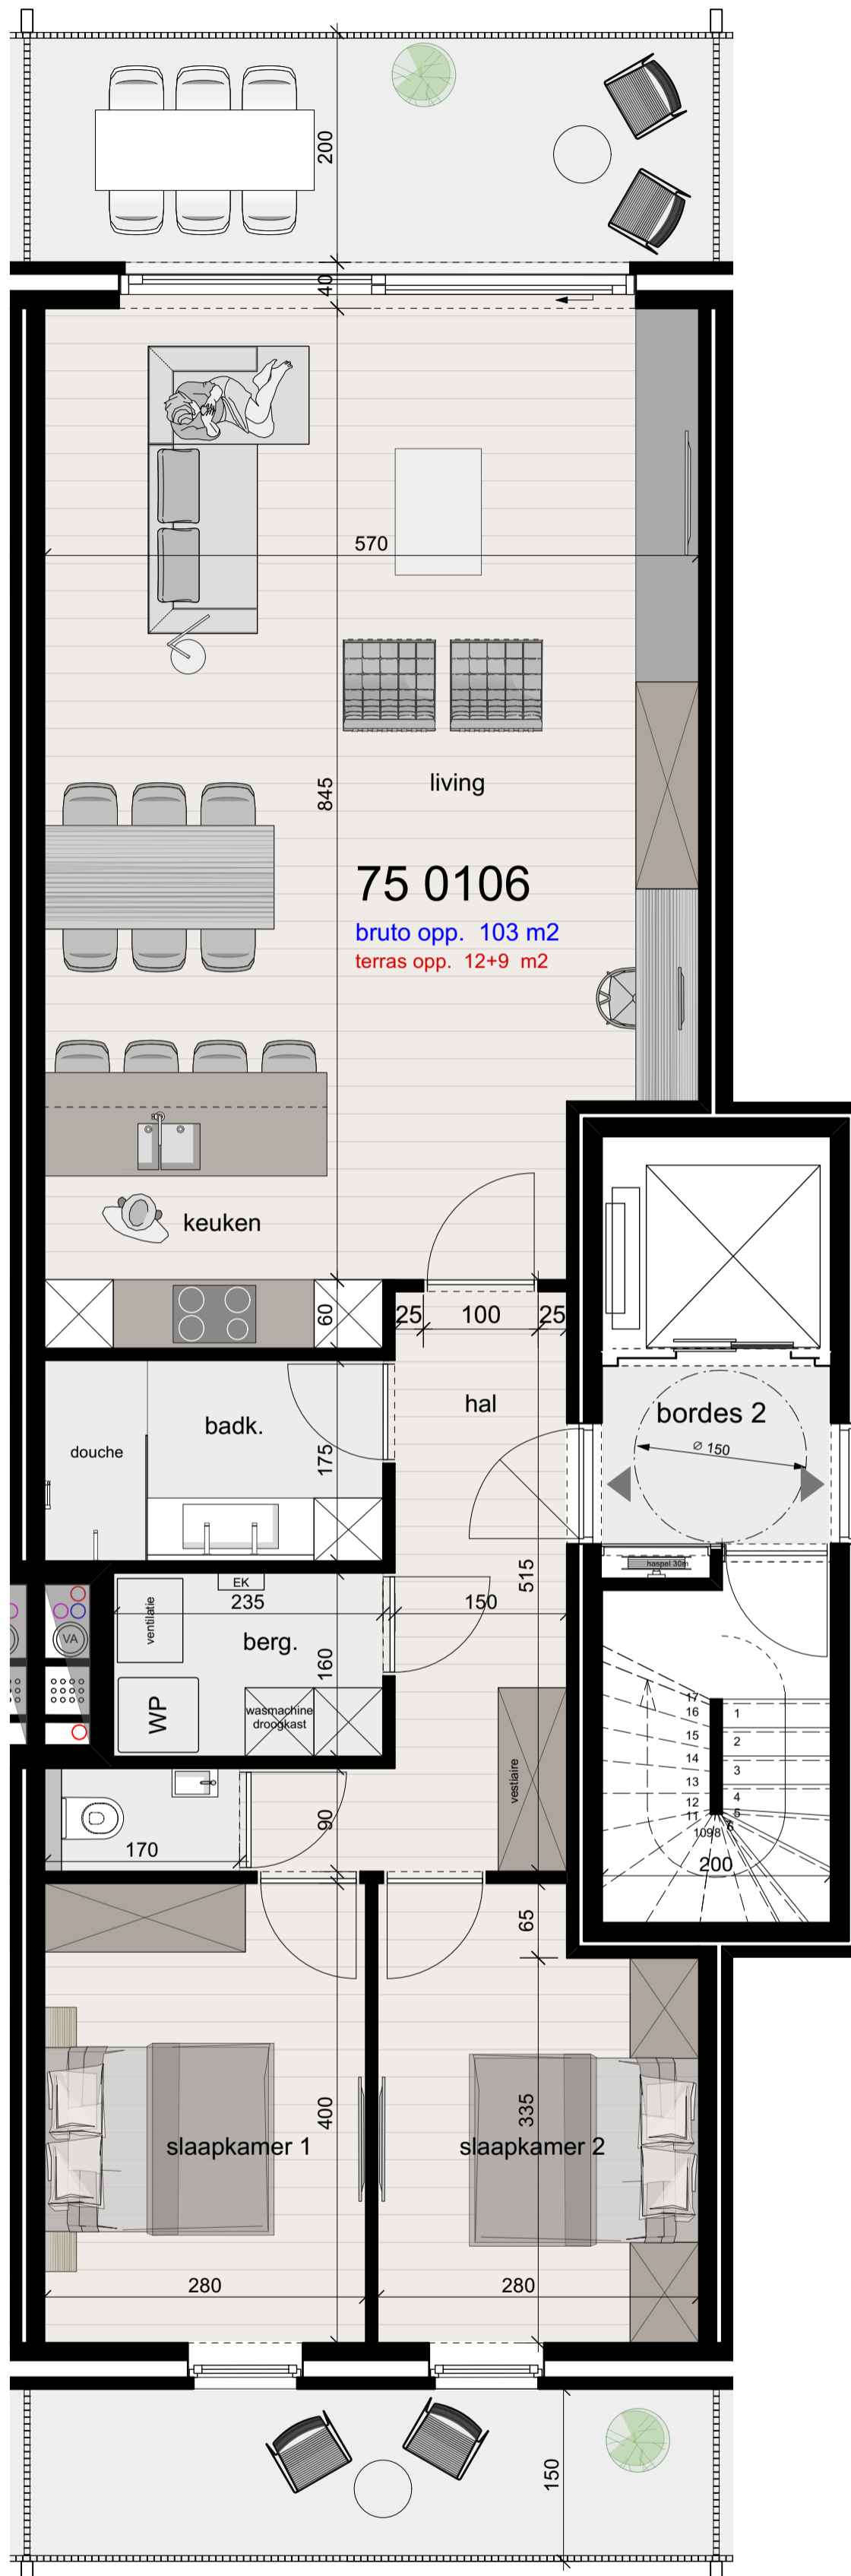 200
40
570
845
living
75 0106
bruto opp. 103 m2
terras opp. 12+9 m2
keuken
60
25 100 25
hal
bordes 2
⌀ 150
badk.
douche
175
haspel 30m
515
EK
235
150
ventilatie
berg.
VA
160
WP
wasmachine
droogkast
vestiaire
17
16
15
14
13
12
11
10 9 8
1
2
3
4
5
6
90
170
200
65
400
335
slaapkamer 1
slaapkamer 2
280
280
150